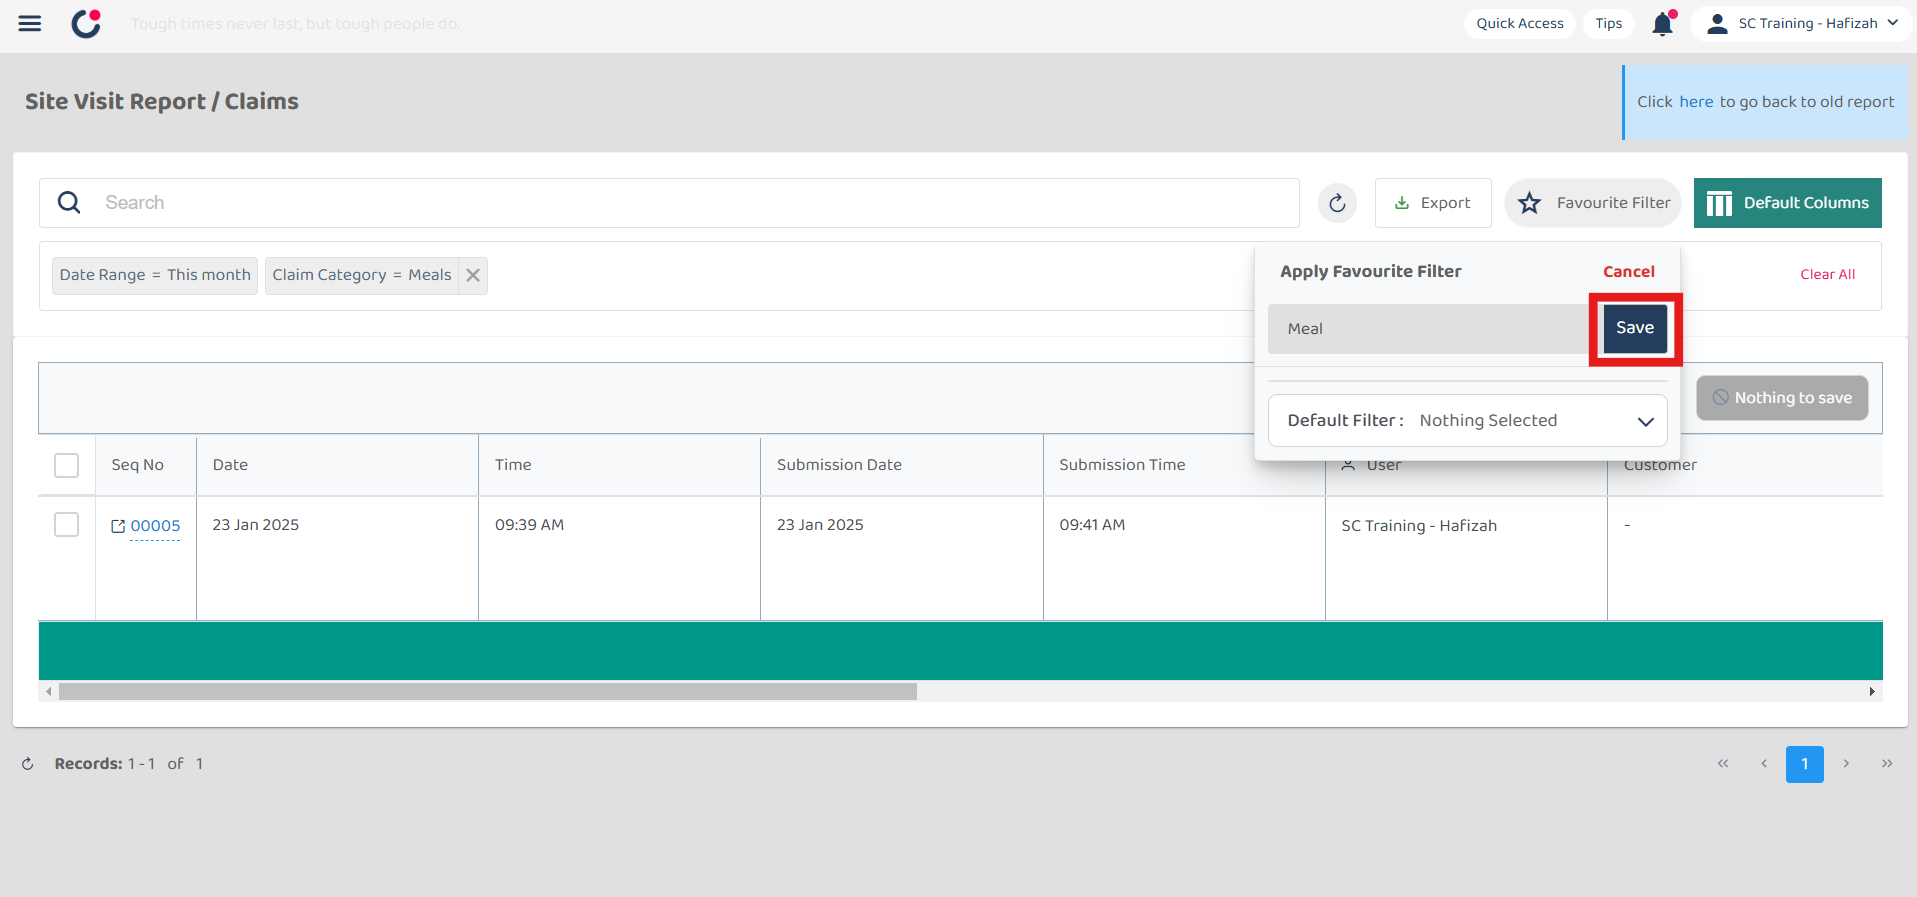 Tough times never last, but tough people do.
Quick Access
Tips
SC Training - Hafizah
Site Visit Report / Claims
Click here to go back to old report
Search
Export
Favourite Filter
Default Columns
Date Range = This month
Claim Category = Meals
Clear All
Apply Favourite Filter
Cancel
Meal
Save
Default Filter : Nothing Selected
Nothing to save
Seq No Date Time Submission Date Submission Time User Customer
00005 23 Jan 2025 09:39 AM 23 Jan 2025 09:41 AM SC Training - Hafizah -
Records: 1 - 1 of 1
« ‹ 1 › »